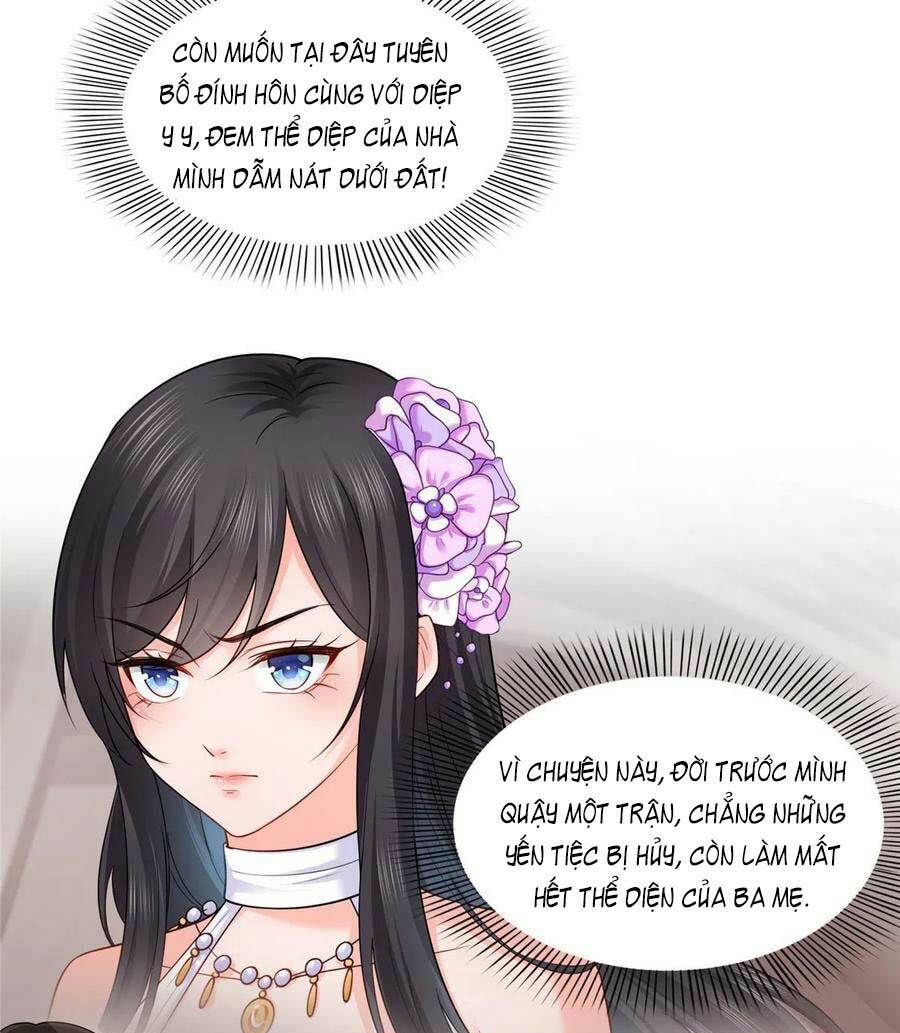 CÒN MUỐN TẠI ĐÂY TUYÊN
BỐ ĐÍNH HÔN CÙNG VỚI DIỆP
Y Y, ĐEM THỂ DIỆP CỦA NHÀ
MÌNH DẪM NÁT DƯỚI ĐẤT!
VÌ CHUYỆN NÀY, ĐỜI TRƯỚC MÌNH
QUẬY MỘT TRẬN, CHẲNG NHỮNG
YẾN TIỆC BỊ HỦY, CÒN LÀM MẤT
HẾT THỂ DIỆN CỦA BA MẸ.